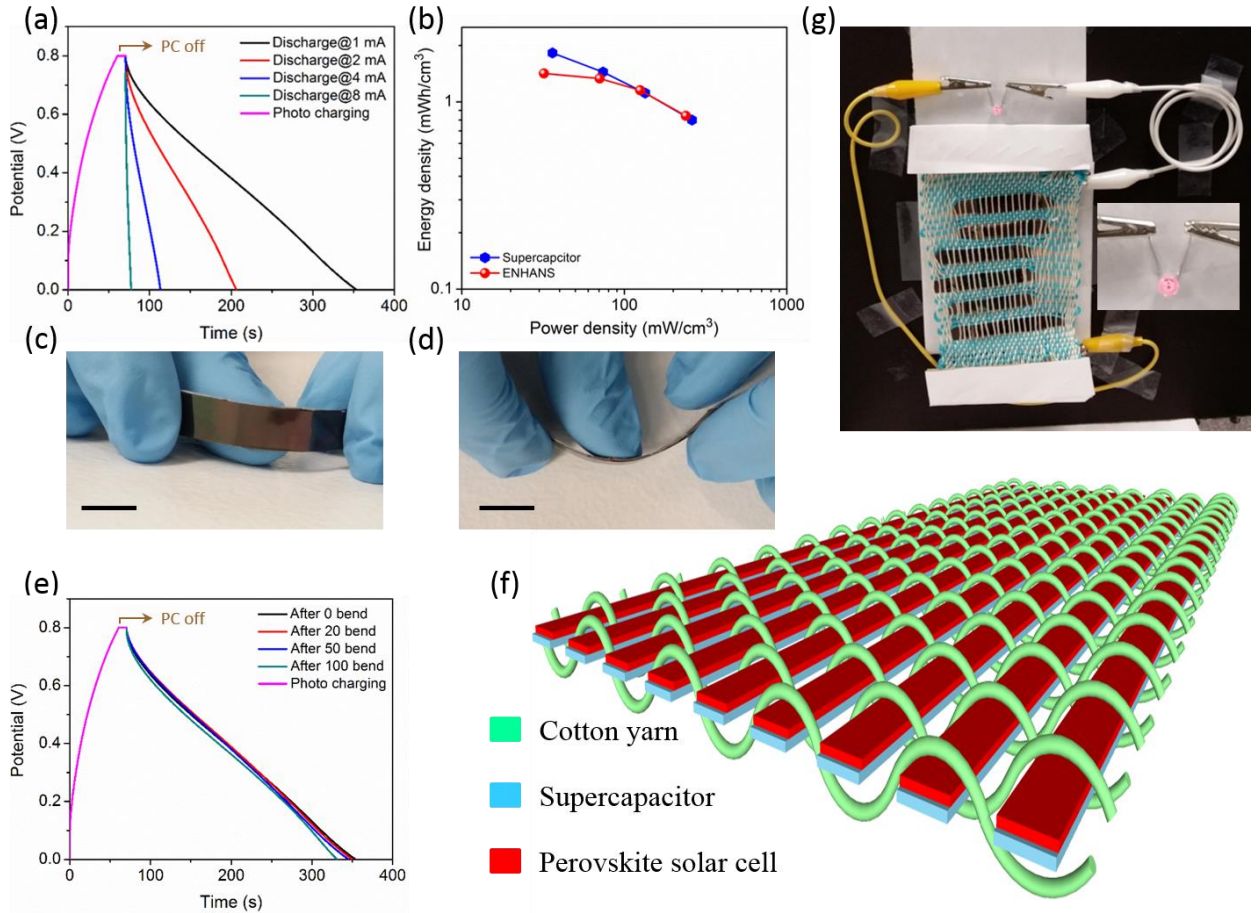 (a)
PC off
Discharge@1 mA
Discharge@2 mA
Discharge@4 mA
Discharge@8 mA
Photo charging
0.8
0.6
0.4
0.2
0.0
Potential (V)
0 100 200 300 400
Time (s)
(b)
1
0.1
Energy density (mWh/cm³)
Supercapcitor
ENHANS
10 100 1000
Power density (mW/cm³)
(g)
(c)
(d)
(e)
PC off
After 0 bend
After 20 bend
After 50 bend
After 100 bend
Photo charging
0.8
0.6
0.4
0.2
0.0
Potential (V)
0 100 200 300 400
Time (s)
(f)
Cotton yarn
Supercapacitor
Perovskite solar cell